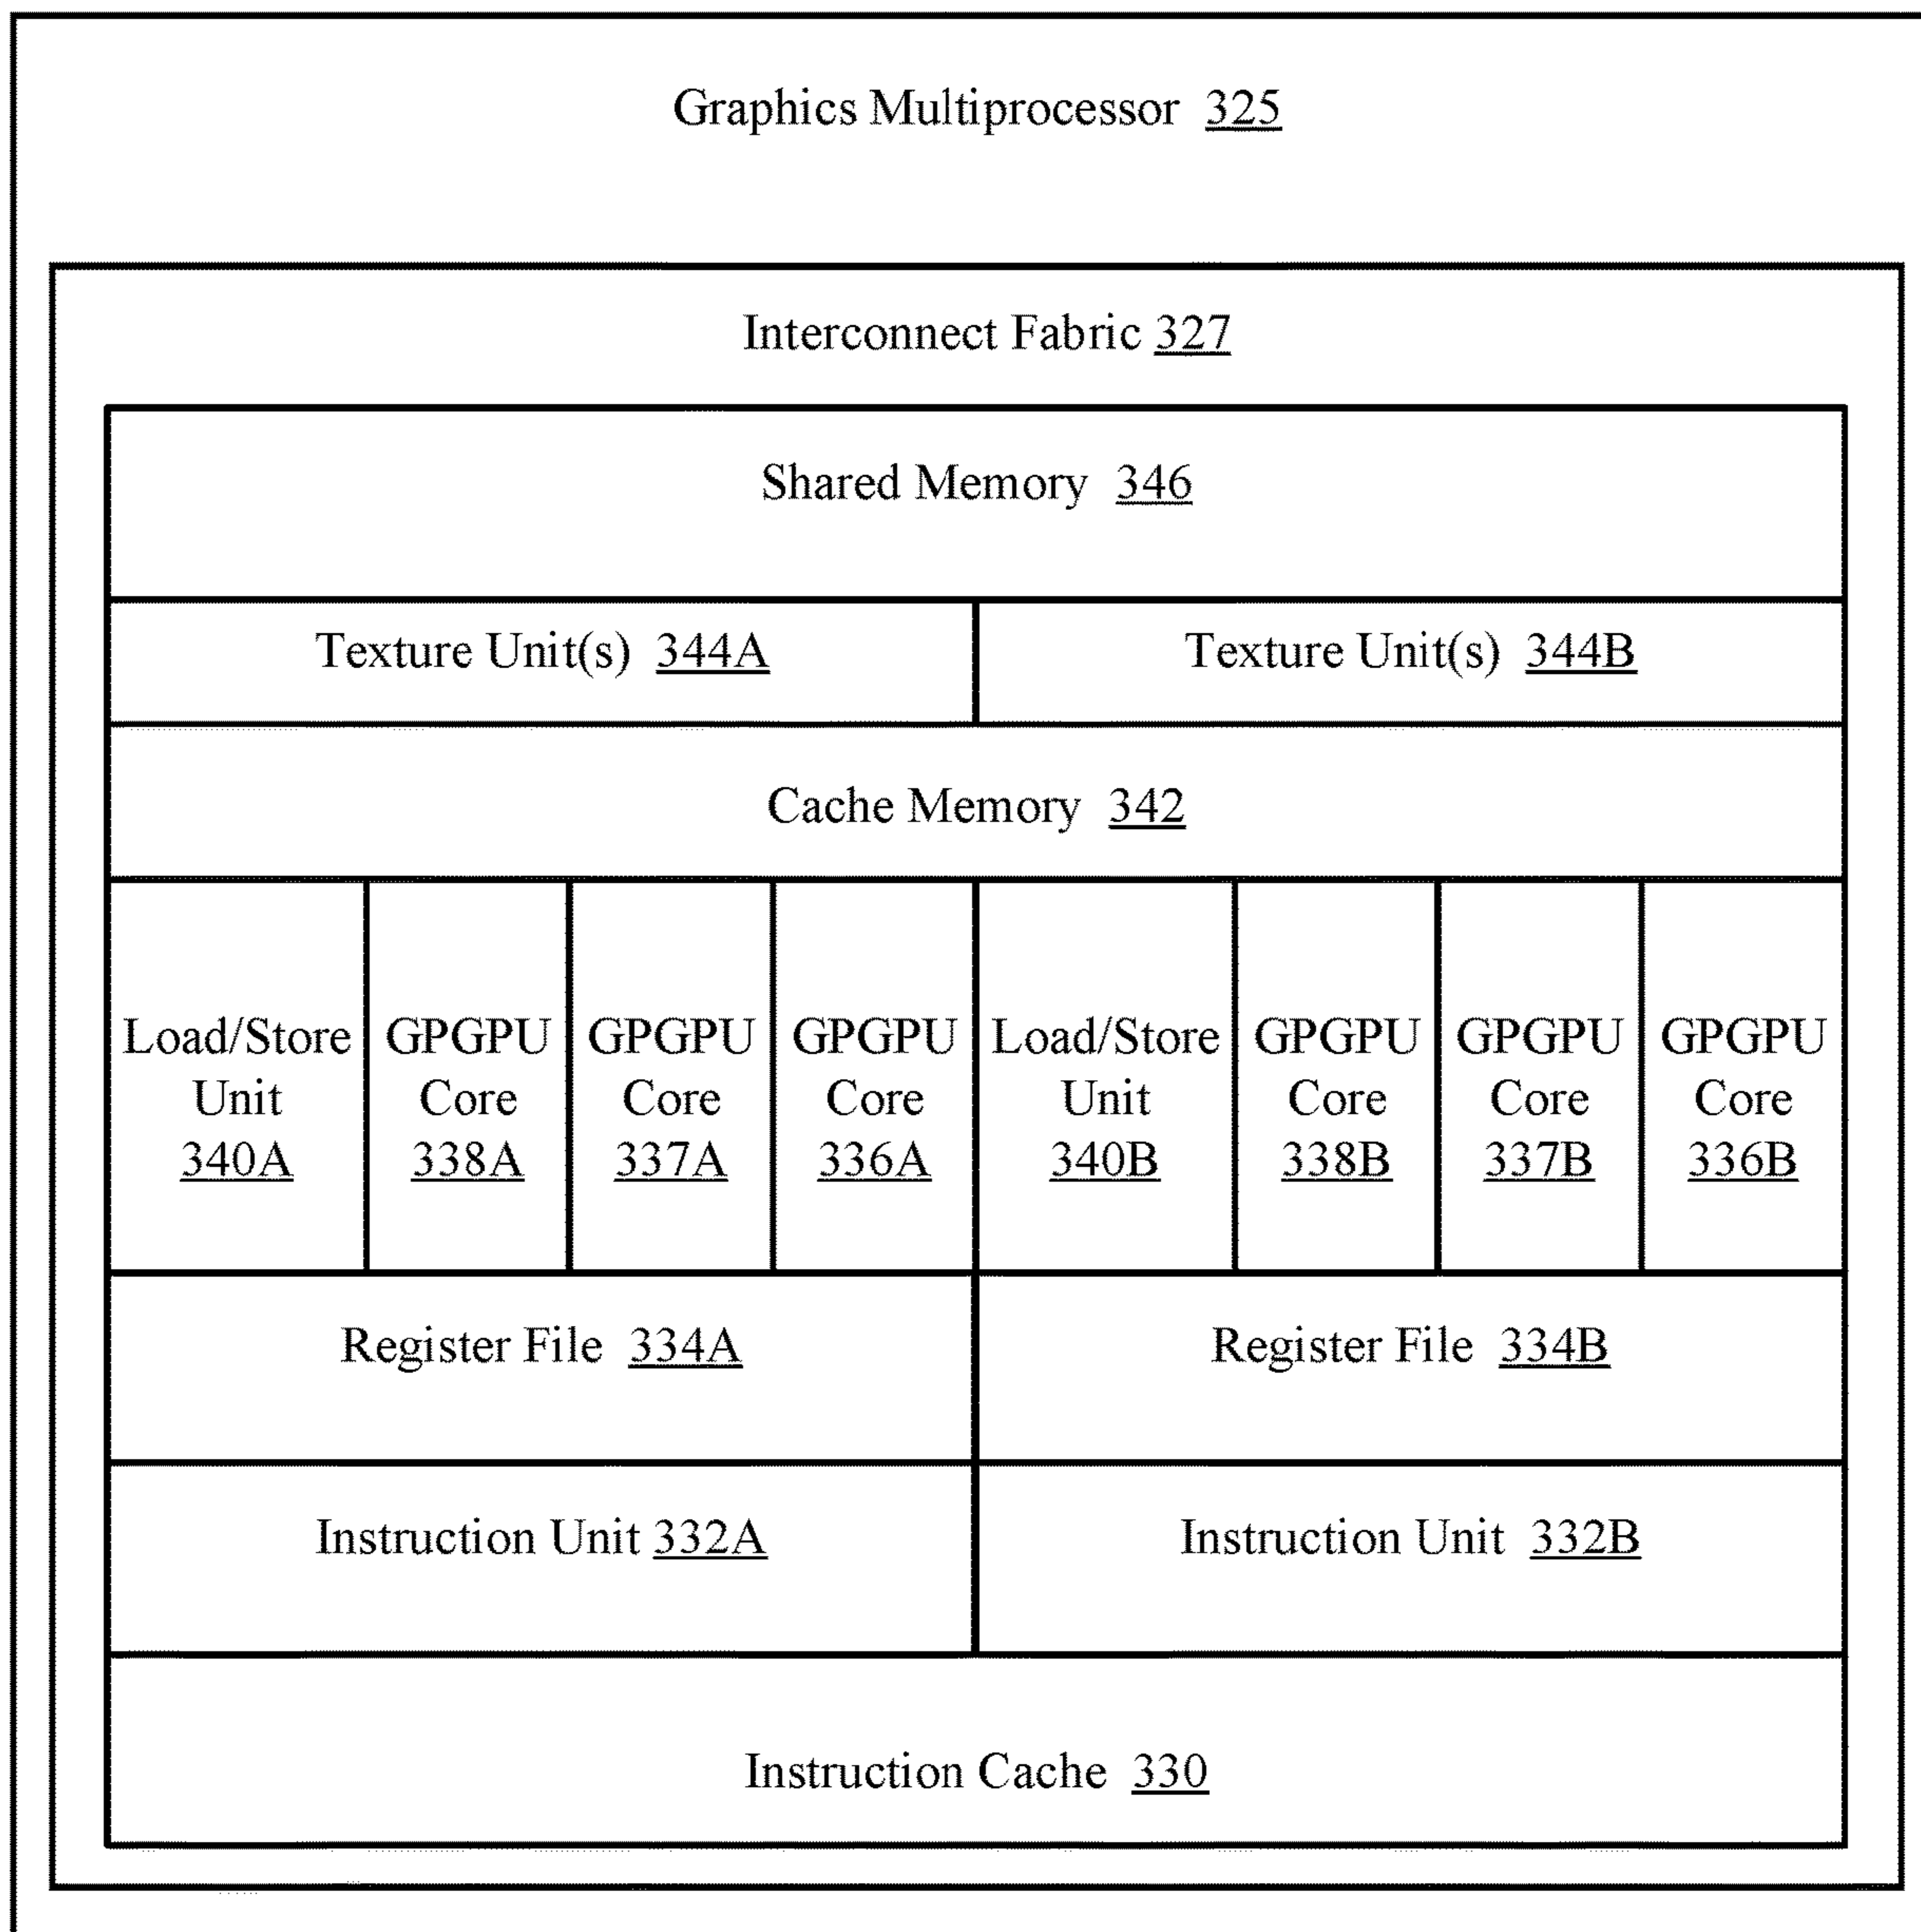 Graphics Multiprocessor 325
Interconnect Fabric 327
Shared Memory 346
Texture Unit(s) 344A
Texture Unit(s) 344B
Cache Memory 342
Load/Store
Unit
340A
GPGPU
Core
338A
GPGPU
Core
337A
GPGPU
Core
336A
Load/Store
Unit
340B
GPGPU
Core
338B
GPGPU
Core
337B
GPGPU
Core
336B
Register File 334A
Register File 334B
Instruction Unit 332A
Instruction Unit 332B
Instruction Cache 330